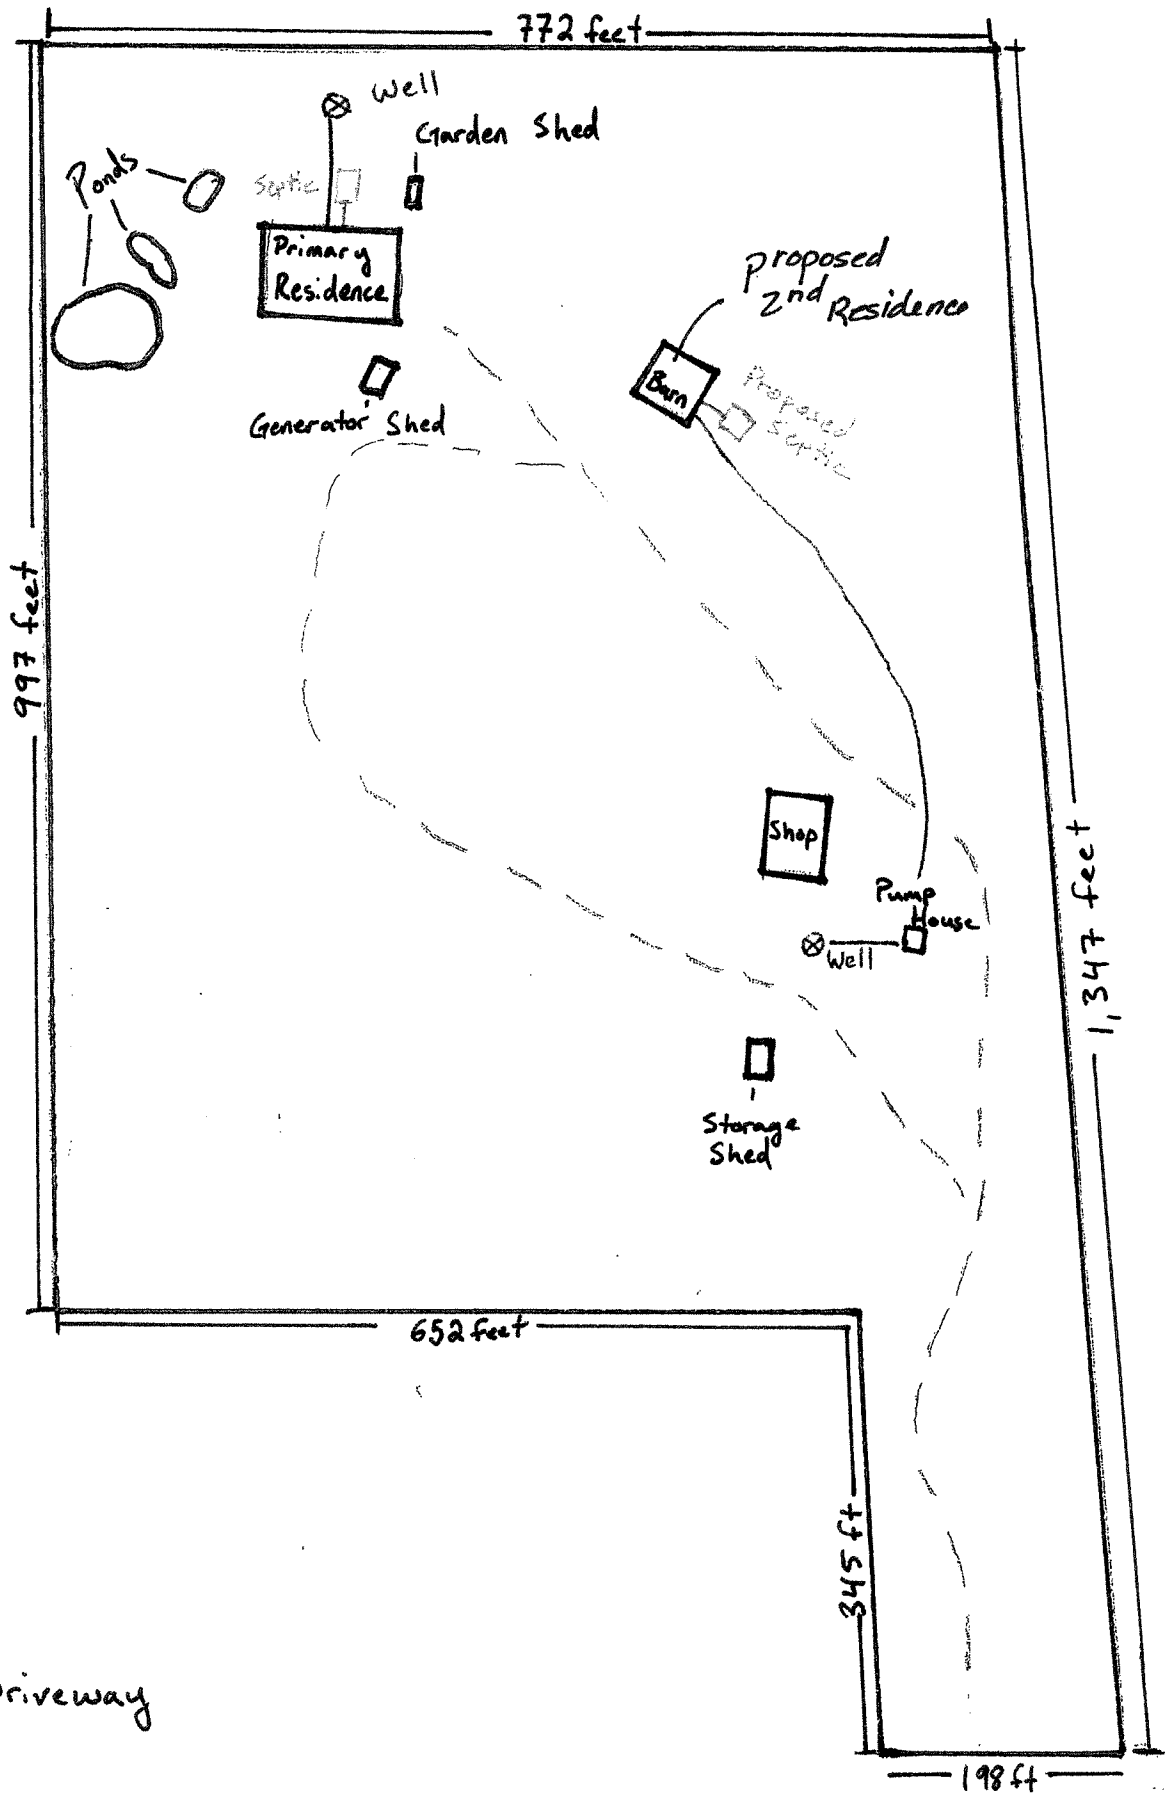 772 feet
Well
Garden Shed
Ponds
Septic
Primary
Residence
Proposed
2nd Residence
Barn
Proposed
Septic
Generator Shed
997 feet
Shop
Pump
House
Well
1,347 feet
Storage
Shed
652 feet
345 ft
Driveway
198 ft